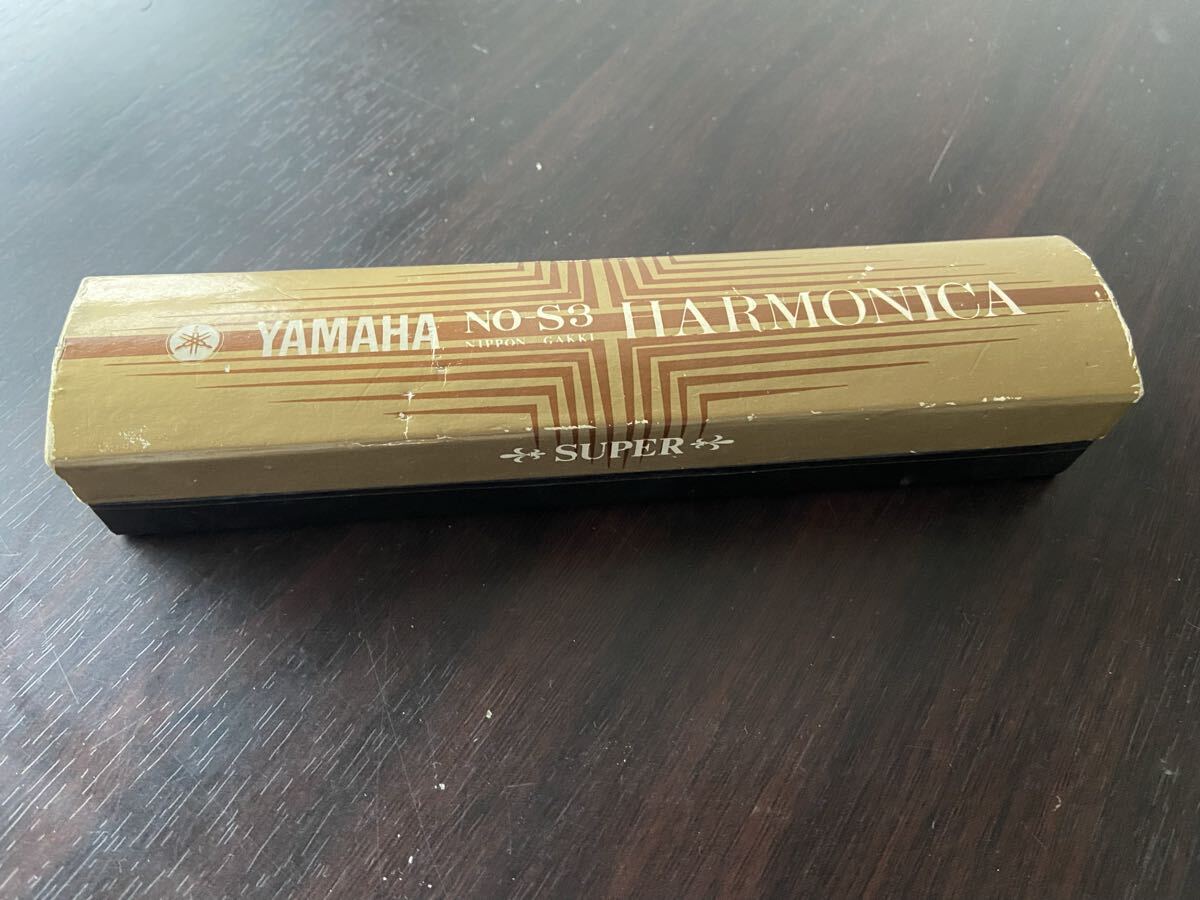 YAMAHA NO-S3 HARMONICA
NIPPON GAKKI
SUPER